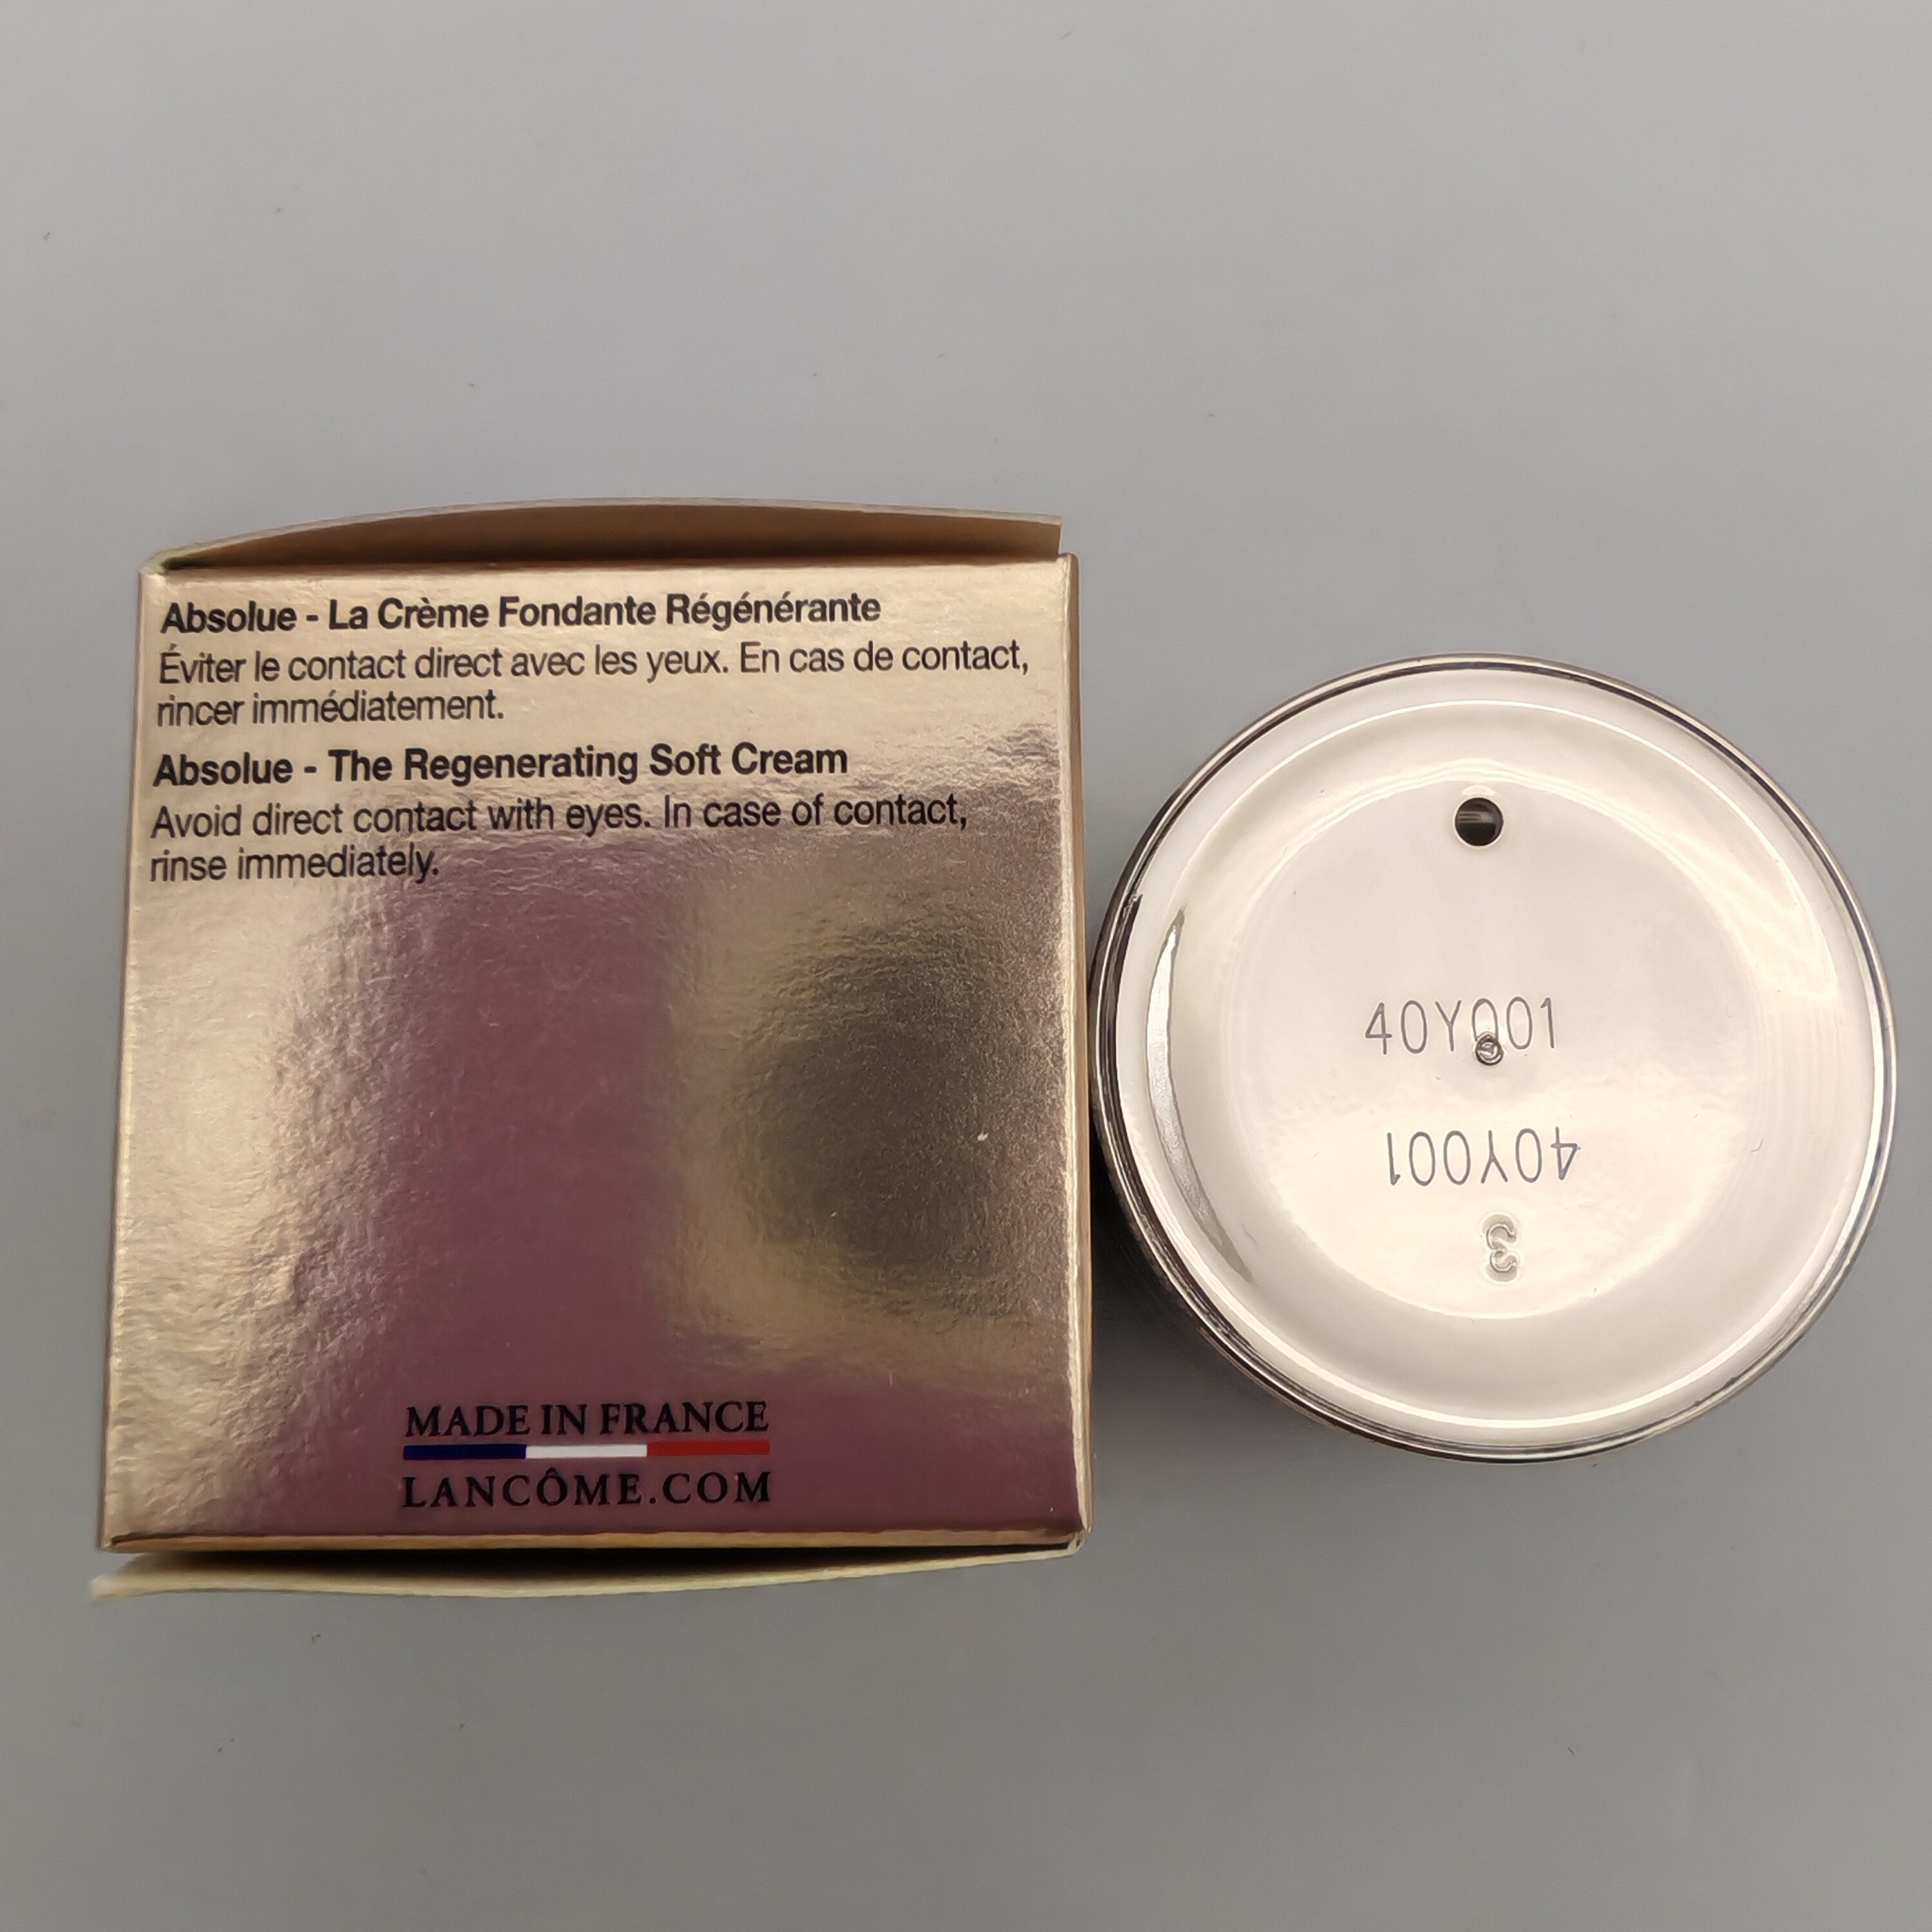 Absolue - La Crème Fondante Régénérante
Éviter le contact direct avec les yeux. En cas de contact,
rincer immédiatement.
Absolue - The Regenerating Soft Cream
Avoid direct contact with eyes. In case of contact,
rinse immediately.
MADE IN FRANCE
LANCÔME.COM
40Y001
40Y001
3